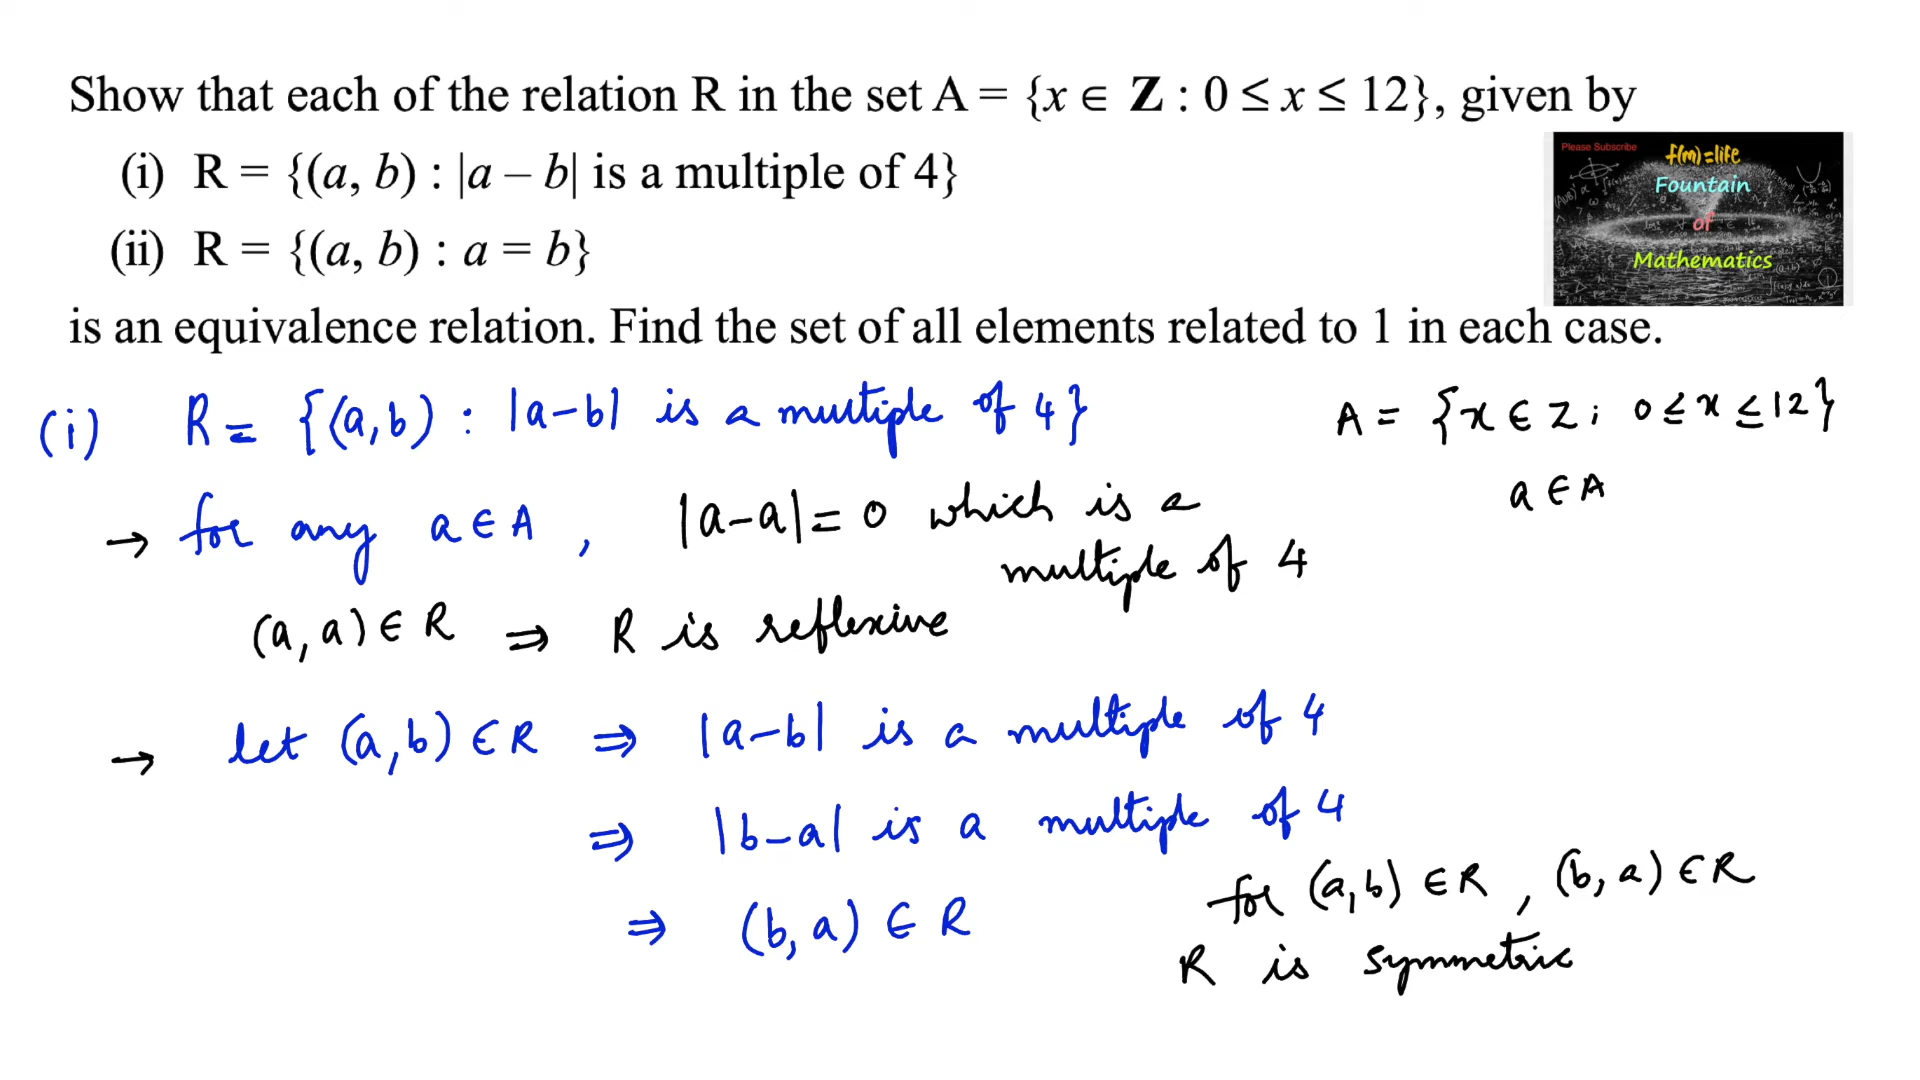 Show that each of the relation R in the set A = {x ∈ Z : 0 ≤ x ≤ 12}, given by
(i) R = {(a, b) : |a – b| is a multiple of 4}
(ii) R = {(a, b) : a = b}
is an equivalence relation. Find the set of all elements related to 1 in each case.
Please Subscribe
f(m)=life
Fountain
of
Mathematics
(i) R = {(a,b) : |a-b| is a multiple of 4}
A = {x ∈ Z ; 0 ≤ x ≤ 12}
a ∈ A
→ for any a ∈ A , |a-a| = 0 which is a
multiple of 4
(a, a) ∈ R ⇒ R is reflexive
→ let (a,b) ∈ R ⇒ |a-b| is a multiple of 4
⇒ |b-a| is a multiple of 4
⇒ (b, a) ∈ R
for (a,b) ∈ R , (b, a) ∈ R
R is symmetric